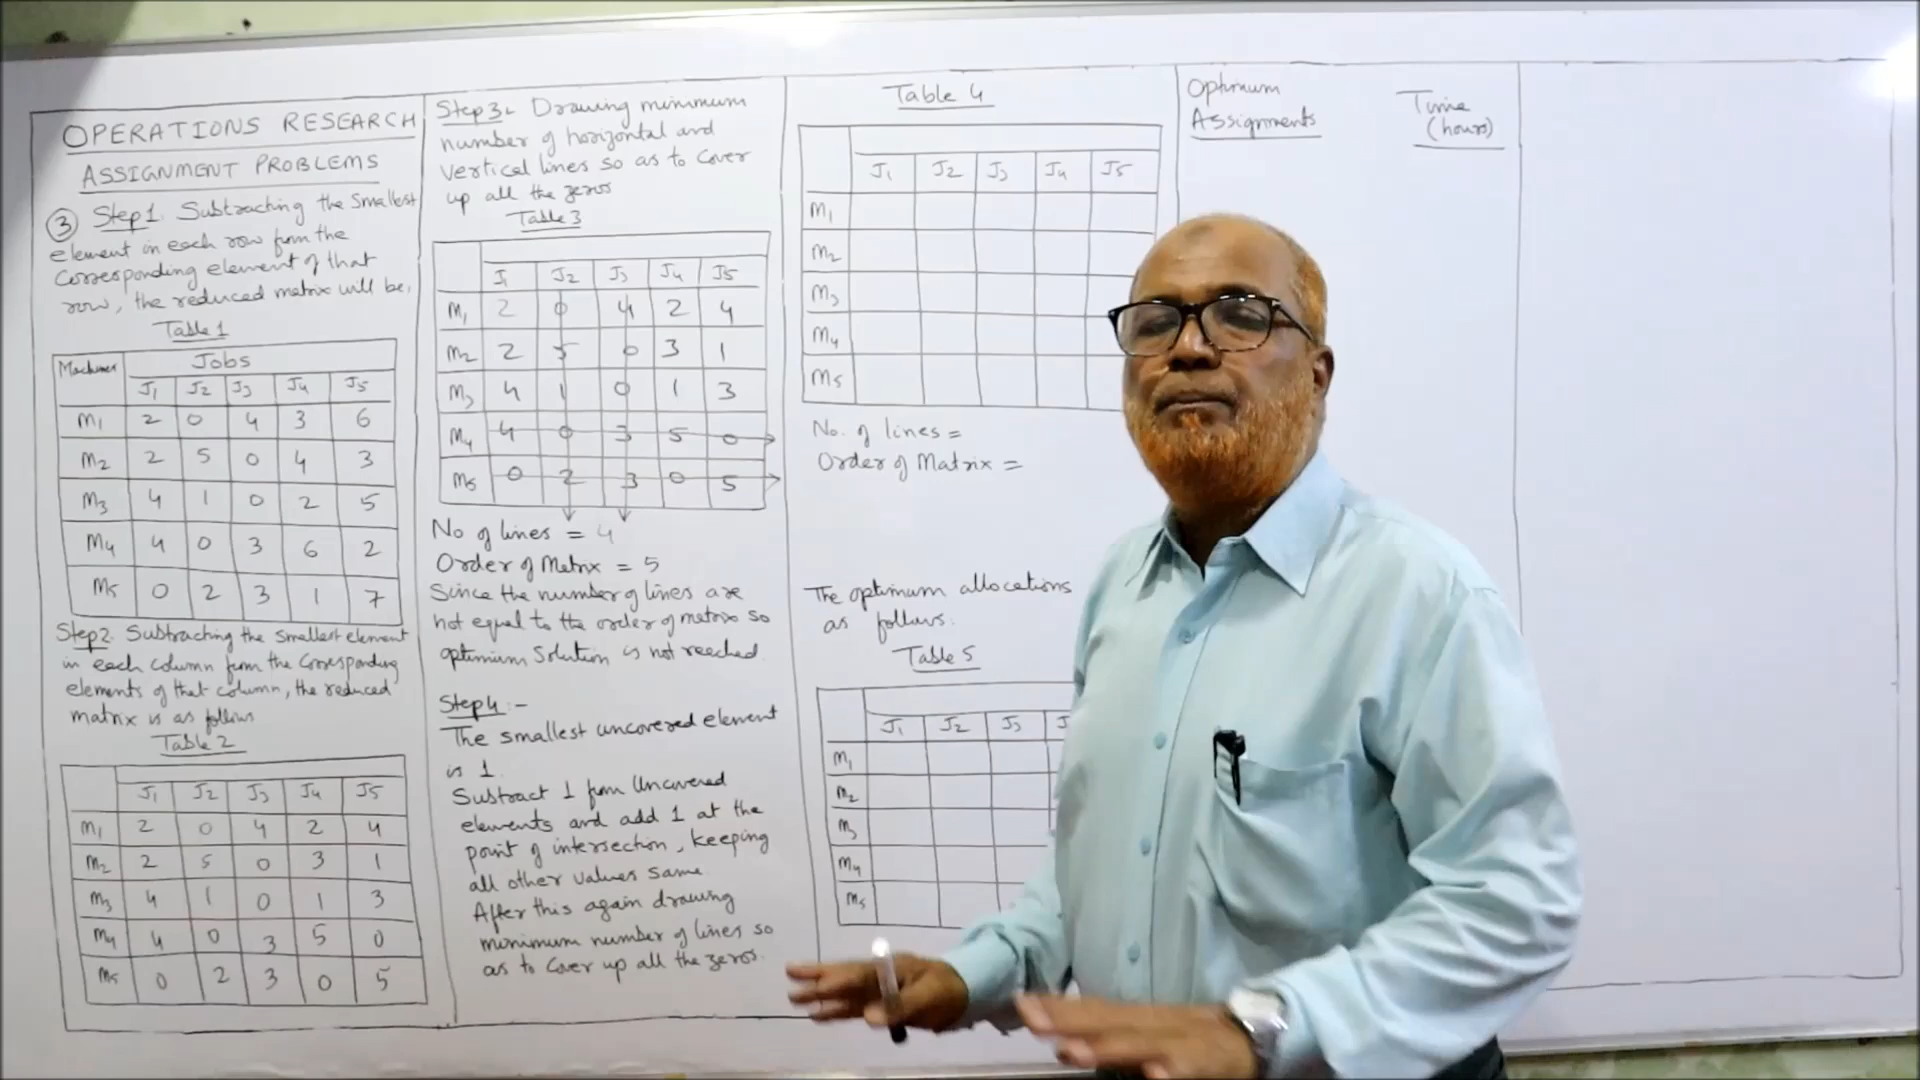 OPERATIONS RESEARCH
ASSIGNMENT PROBLEMS
③ Step1. Subtracting the Smallest
element in each row from the
Corresponding element of that
row, the reduced matrix will be,
Table 1
Machines Jobs
J1 J2 J3 J4 J5
M1 2 0 4 3 6
M2 2 5 0 4 3
M3 4 1 0 2 5
M4 4 0 3 6 2
M5 0 2 3 1 7
Step2. Subtracting the smallest element
in each column from the Corresponding
elements of that column, the reduced
matrix is as follows
Table 2
J1 J2 J3 J4 J5
M1 2 0 4 2 4
M2 2 5 0 3 1
M3 4 1 0 1 3
M4 4 0 3 5 0
M5 0 2 3 0 5
Step3:- Drawing minimum
number of horizontal and
vertical lines so as to cover
up all the zeros
Table 3
J1 J2 J3 J4 J5
M1 2 0 4 2 4
M2 2 5 0 3 1
M3 4 1 0 1 3
M4 4 0 3 5 0
M5 0 2 3 0 5
No of lines = 4
Order of Matrix = 5
Since the number of lines are
not equal to the order of matrix so
optimum Solution is not reached.
Step4:-
The smallest uncovered element
is 1.
Subtract 1 from Uncovered
elements and add 1 at the
point of intersection, keeping
all other values same
After this again drawing
minimum number of lines so
as to cover up all the zeros.
Table 4
J1 J2 J3 J4 J5
M1
M2
M3
M4
M5
No. of lines =
Order of Matrix =
The optimum allocations
as follows.
Table 5
J1 J2 J3
M1
M2
M3
M4
M5
Optimum
Assignments
Time
(hours)